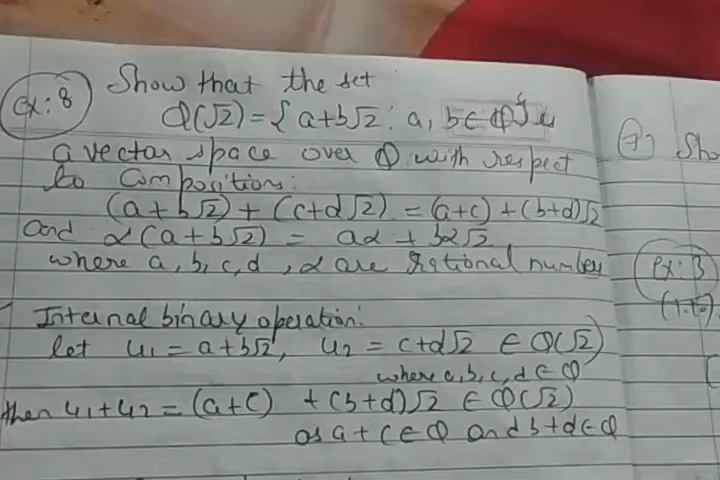 Ex: 8
Show that the set
Q(√2) = { a+b√2 : a, b ∈ Q } is
a vector space over Q with respect
to Compositions:
(a+b√2) + (c+d√2) = (a+c) + (b+d)√2
and α(a+b√2) = aα + bα√2
where a, b, c, d, α are rational number
Internal binary operation:
let u1 = a+b√2, u2 = c+d√2 ∈ Q(√2)
where a, b, c, d ∈ Q
then u1+u2 = (a+c) + (b+d)√2 ∈ Q(√2)
as a+c ∈ Q and b+d ∈ Q
Sho
Ex: 3